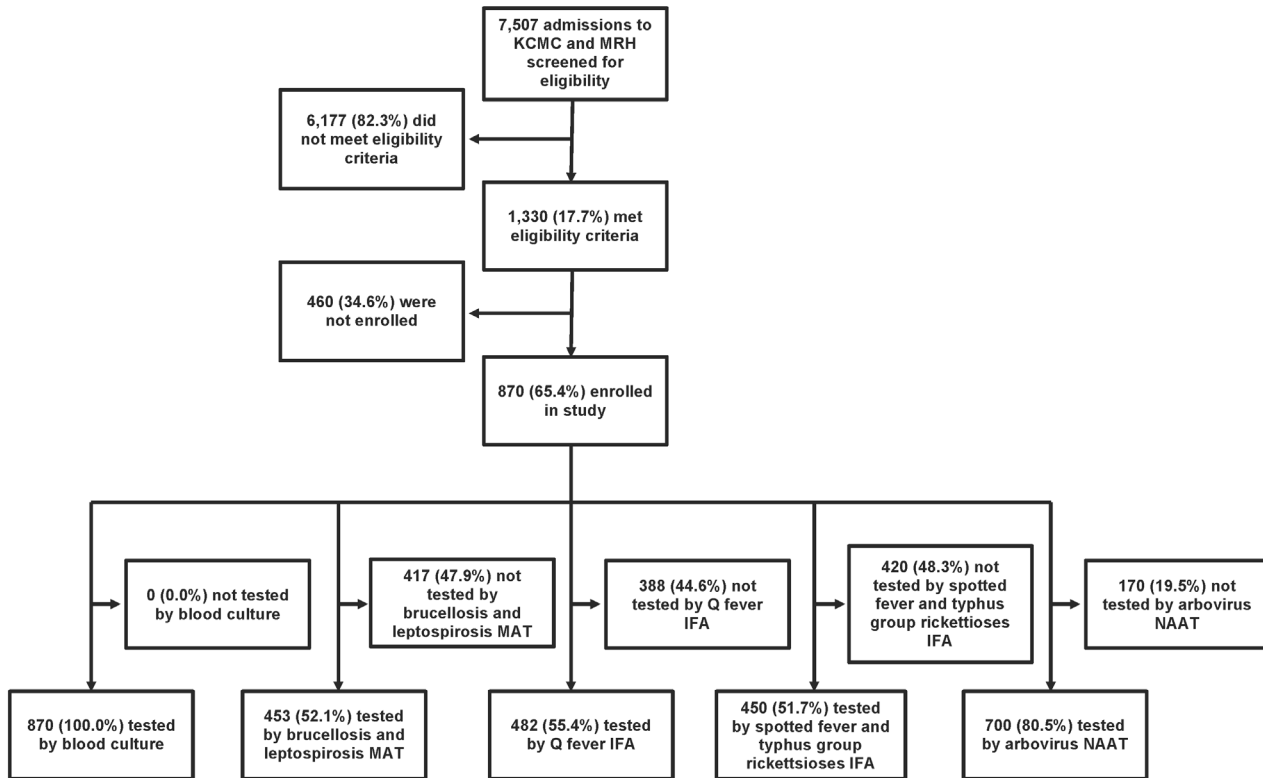 7,507 admissions to
KCMC and MRH
screened for
eligibility
6,177 (82.3%) did
not meet eligibility
criteria
1,330 (17.7%) met
eligibility criteria
460 (34.6%) were
not enrolled
870 (65.4%) enrolled
in study
0 (0.0%) not tested
by blood culture
417 (47.9%) not
tested by
brucellosis and
leptospirosis MAT
388 (44.6%) not
tested by Q fever
IFA
420 (48.3%) not
tested by spotted
fever and typhus
group rickettioses
IFA
170 (19.5%) not
tested by arbovirus
NAAT
870 (100.0%) tested
by blood culture
453 (52.1%) tested
by brucellosis and
leptospirosis MAT
482 (55.4%) tested
by Q fever IFA
450 (51.7%) tested
by spotted fever and
typhus group
rickettsioses IFA
700 (80.5%) tested
by arbovirus NAAT